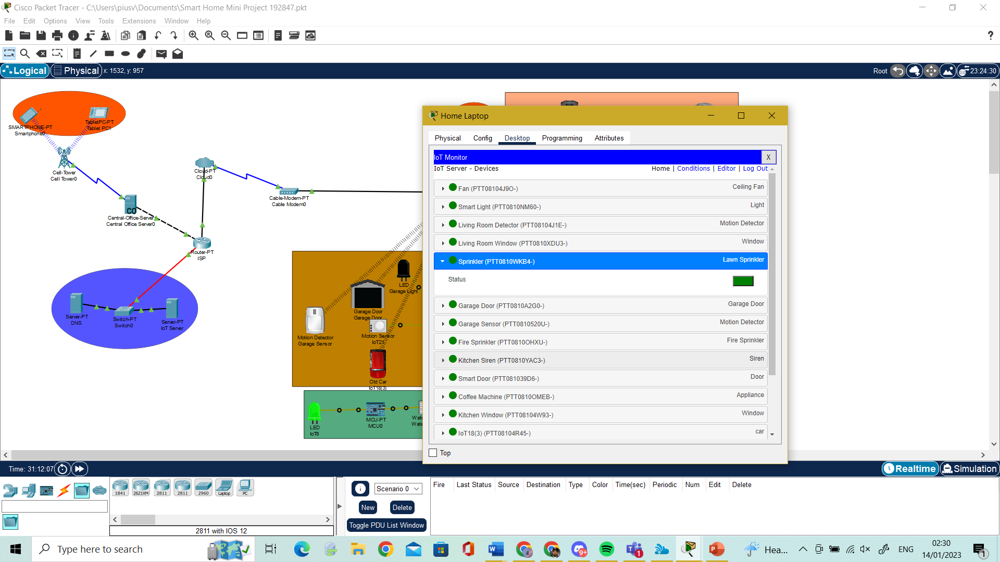 Cisco Packet Tracer - C:\Users\piusv\Documents\Smart Home Mini Project 192847.pkt
File Edit Options View Tools Extensions Window Help
?
Logical Physical x: 1532, y: 957
Root 23:24:30
SMARTPHONE-PT
Smartphone0
TabletPC-PT
Tablet PC1
Cell-Tower
Cell Tower0
Cloud-PT
Cloud0
Cable-Modem-PT
Cable Modem0
CO
Central-Office-Server
Central Office Server0
Router-PT
ISP
Server-PT
DNS
Switch-PT
Switch0
Server-PT
IoT Server
LED
Garage Light
Garage Door
Garage Door
Motion Detector
Garage Sensor
Motion Sensor
IoT21
Old Car
IoT18(3)
LED
IoT8
MCU-PT
MCU0
Wat
Wate
Home Laptop
Physical Config Desktop Programming Attributes
IoT Monitor X
IoT Server - Devices Home | Conditions | Editor | Log Out
Fan (PTT08104J9O-) Ceiling Fan
Smart Light (PTT0810NM60-) Light
Living Room Detector (PTT08104J1E-) Motion Detector
Living Room Window (PTT0810XDU3-) Window
Sprinkler (PTT0810WKB4-) Lawn Sprinkler
Status
Garage Door (PTT0810A2G0-) Garage Door
Garage Sensor (PTT0810520U-) Motion Detector
Fire Sprinkler (PTT0810OHXU-) Fire Sprinkler
Kitchen Siren (PTT0810YAC3-) Siren
Smart Door (PTT081039D6-) Door
Coffee Machine (PTT0810OMEB-) Appliance
Kitchen Window (PTT08104W93-) Window
IoT18(3) (PTT08104R45-) car
Top
Time: 31:12:07
Realtime Simulation
1841 2621XM 2811 2811 2960 Laptop PC
2811 with IOS 12
Scenario 0
New Delete
Toggle PDU List Window
Fire Last Status Source Destination Type Color Time(sec) Periodic Num Edit Delete
Type here to search
9+
1
Hea...
ENG
02:30
14/01/2023
1